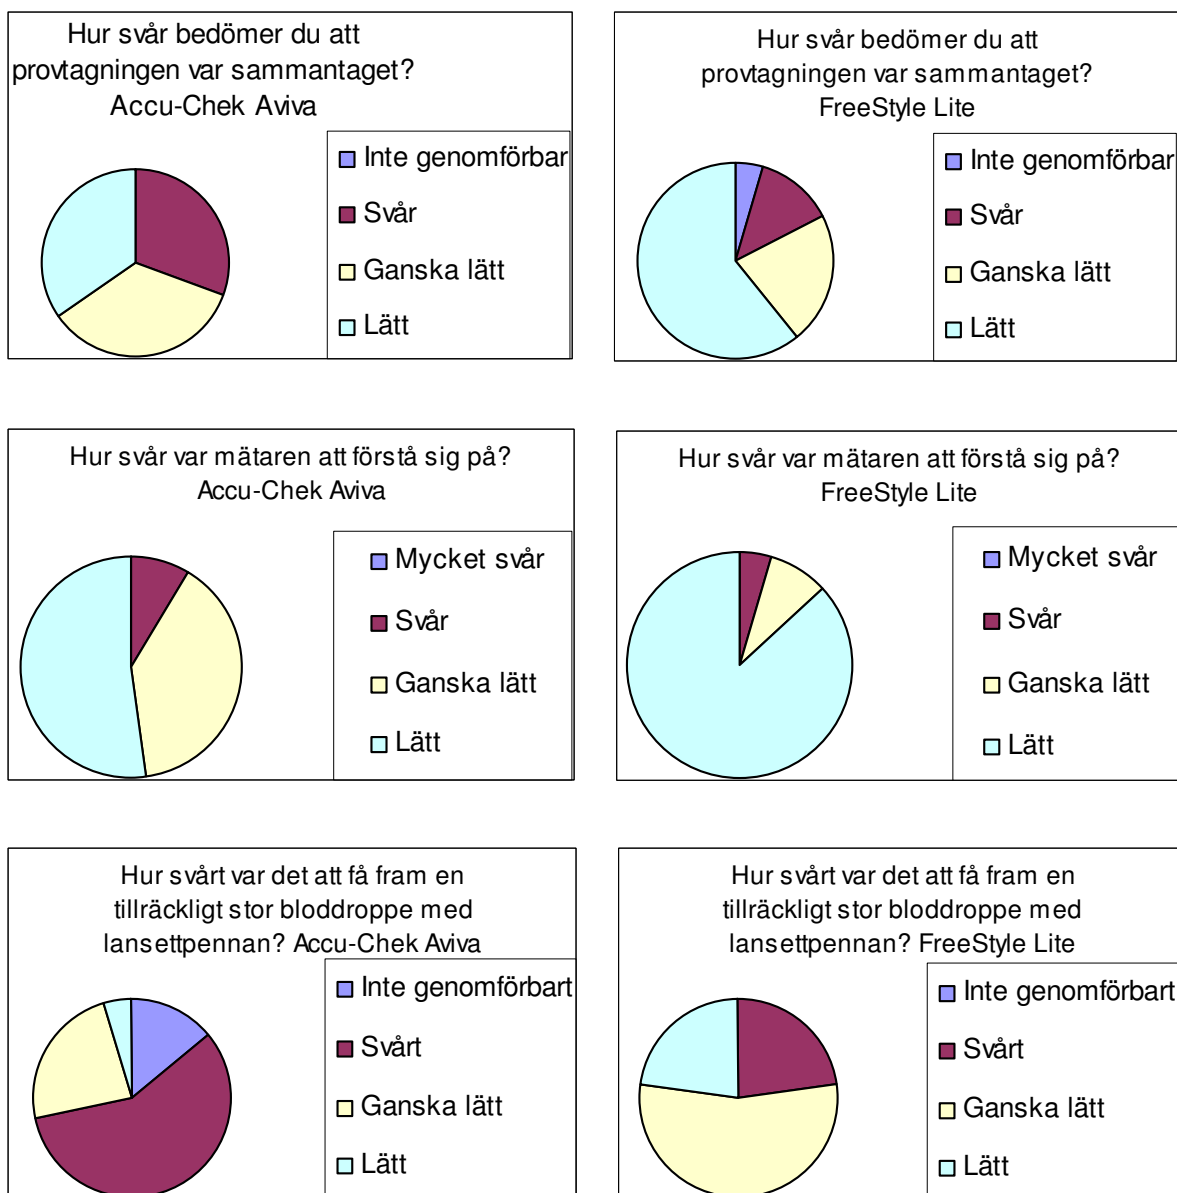 Hur svår bedömer du att
provtagningen var sammantaget?
Accu-Chek Aviva
Inte genomförbar
Svår
Ganska lätt
Lätt
Hur svår bedömer du att
provtagningen var sammantaget?
FreeStyle Lite
Inte genomförbar
Svår
Ganska lätt
Lätt
Hur svår var mätaren att förstå sig på?
Accu-Chek Aviva
Mycket svår
Svår
Ganska lätt
Lätt
Hur svår var mätaren att förstå sig på?
FreeStyle Lite
Mycket svår
Svår
Ganska lätt
Lätt
Hur svårt var det att få fram en
tillräckligt stor bloddroppe med
lansettpennan? Accu-Chek Aviva
Inte genomförbart
Svårt
Ganska lätt
Lätt
Hur svårt var det att få fram en
tillräckligt stor bloddroppe med
lansettpennan? FreeStyle Lite
Inte genomförbart
Svårt
Ganska lätt
Lätt